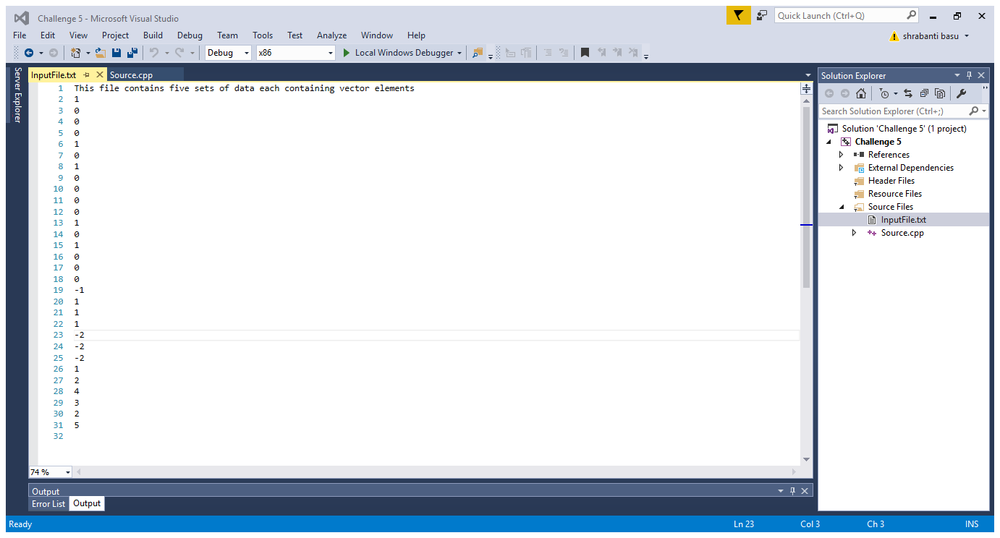 Challenge 5 - Microsoft Visual Studio
Quick Launch (Ctrl+Q)
File Edit View Project Build Debug Team Tools Test Analyze Window Help
shrabanti basu
Debug x86 Local Windows Debugger
Server Explorer
InputFile.txt Source.cpp
1 This file contains five sets of data each containing vector elements
2 1
3 0
4 0
5 0
6 1
7 0
8 1
9 0
10 0
11 0
12 0
13 1
14 0
15 1
16 0
17 0
18 0
19 -1
20 1
21 1
22 1
23 -2
24 -2
25 -2
26 1
27 2
28 4
29 3
30 2
31 5
32
74 %
Solution Explorer
Search Solution Explorer (Ctrl+;)
Solution 'Challenge 5' (1 project)
Challenge 5
References
External Dependencies
Header Files
Resource Files
Source Files
InputFile.txt
Source.cpp
Output
Error List Output
Ready Ln 23 Col 3 Ch 3 INS